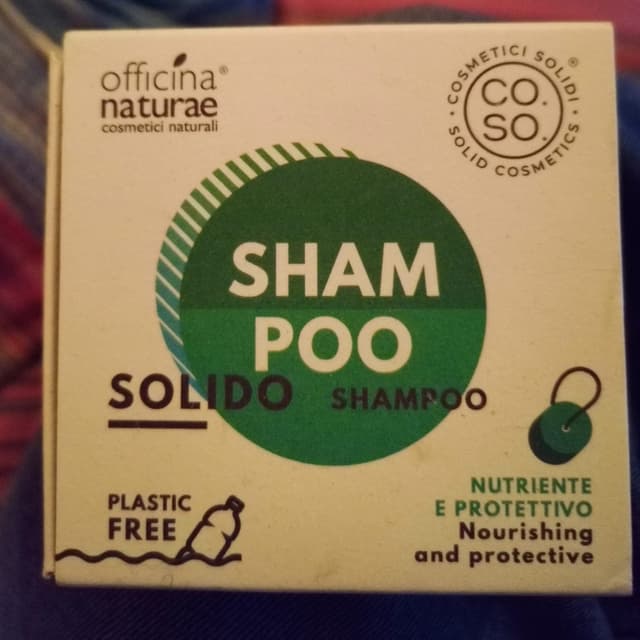 officina®
naturae
cosmetici naturali
COSMETICI SOLIDI®
CO.
SO.
SOLID COSMETICS
SHAM
POO
SOLIDO SHAMPOO
PLASTIC
FREE
NUTRIENTE
E PROTETTIVO
Nourishing
and protective